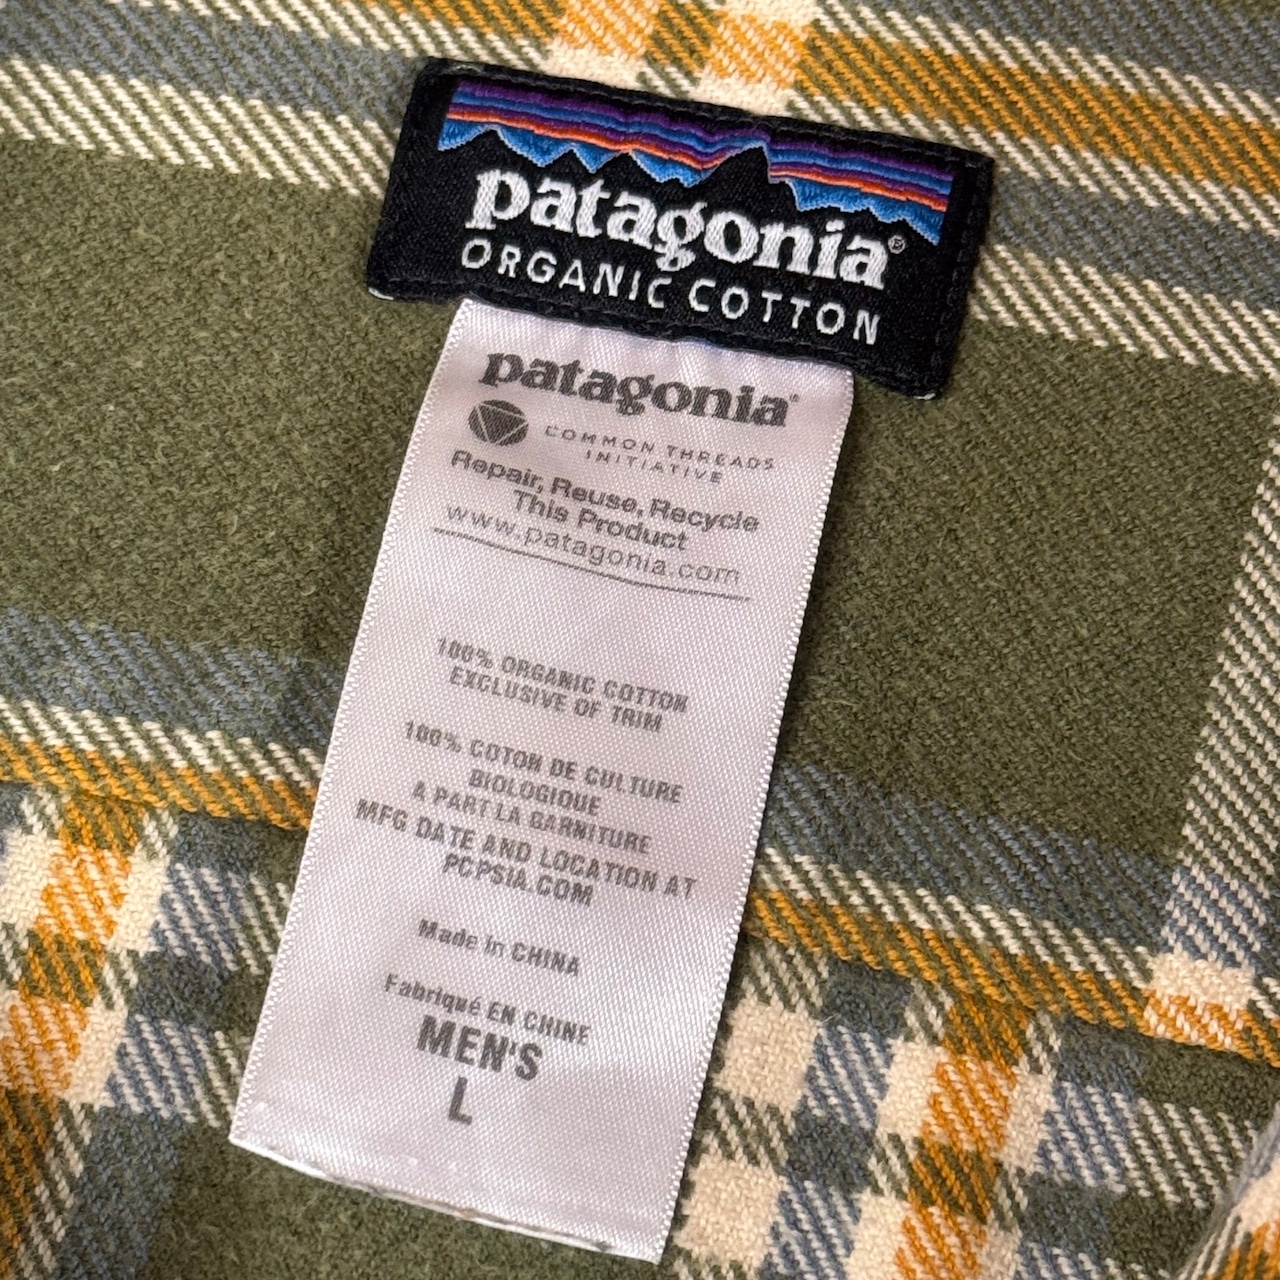 patagonia®
ORGANIC COTTON
patagonia®
COMMON THREADS
INITIATIVE
Repair, Reuse, Recycle
This Product
www.patagonia.com
100% ORGANIC COTTON
EXCLUSIVE OF TRIM
100% COTON DE CULTURE
BIOLOGIQUE
A PART LA GARNITURE
MFG DATE AND LOCATION AT
PCPSIA.COM
Made in CHINA
Fabriqué EN CHINE
MEN'S
L